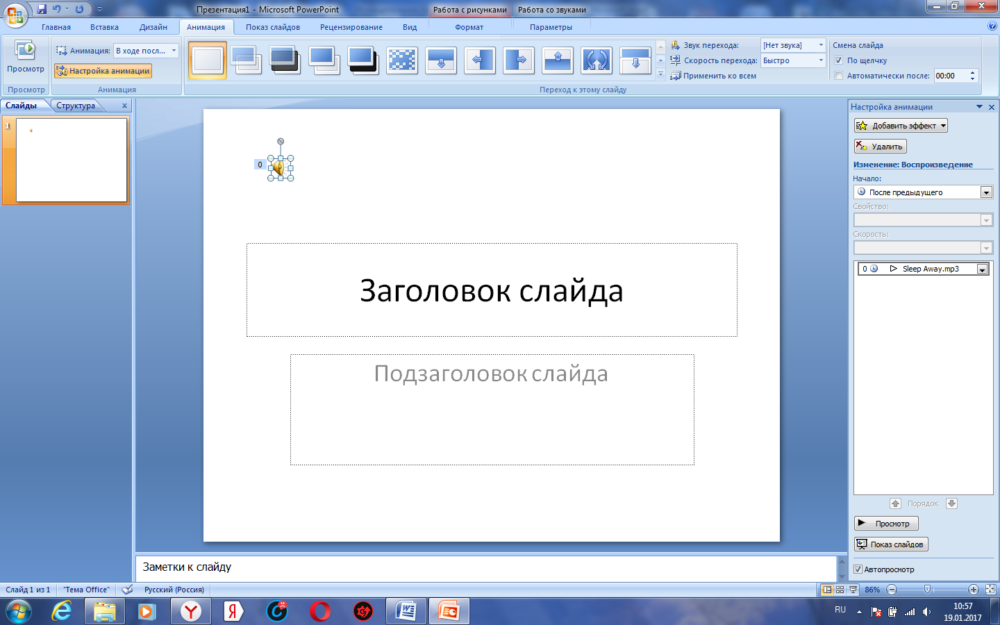 Презентация1 - Microsoft PowerPoint
Работа с рисунками
Работа со звуками
Главная
Вставка
Дизайн
Анимация
Показ слайдов
Рецензирование
Вид
Формат
Параметры
Просмотр
Просмотр
Анимация:
В ходе посл...
Настройка анимации
Анимация
Звук перехода:
[Нет звука]
Скорость перехода:
Быстро
Применить ко всем
Переход к этому слайду
Смена слайда
По щелчку
Автоматически после:
00:00
Слайды
Структура
x
1
0
Заголовок слайда
Подзаголовок слайда
Заметки к слайду
Настройка анимации
Добавить эффект
Удалить
Изменение: Воспроизведение
Начало:
После предыдущего
Свойство:
Скорость:
0 Sleep Away.mp3
Порядок
Просмотр
Показ слайдов
Автопросмотр
Слайд 1 из 1
"Тема Office"
Русский (Россия)
86%
RU
10:57
19.01.2017